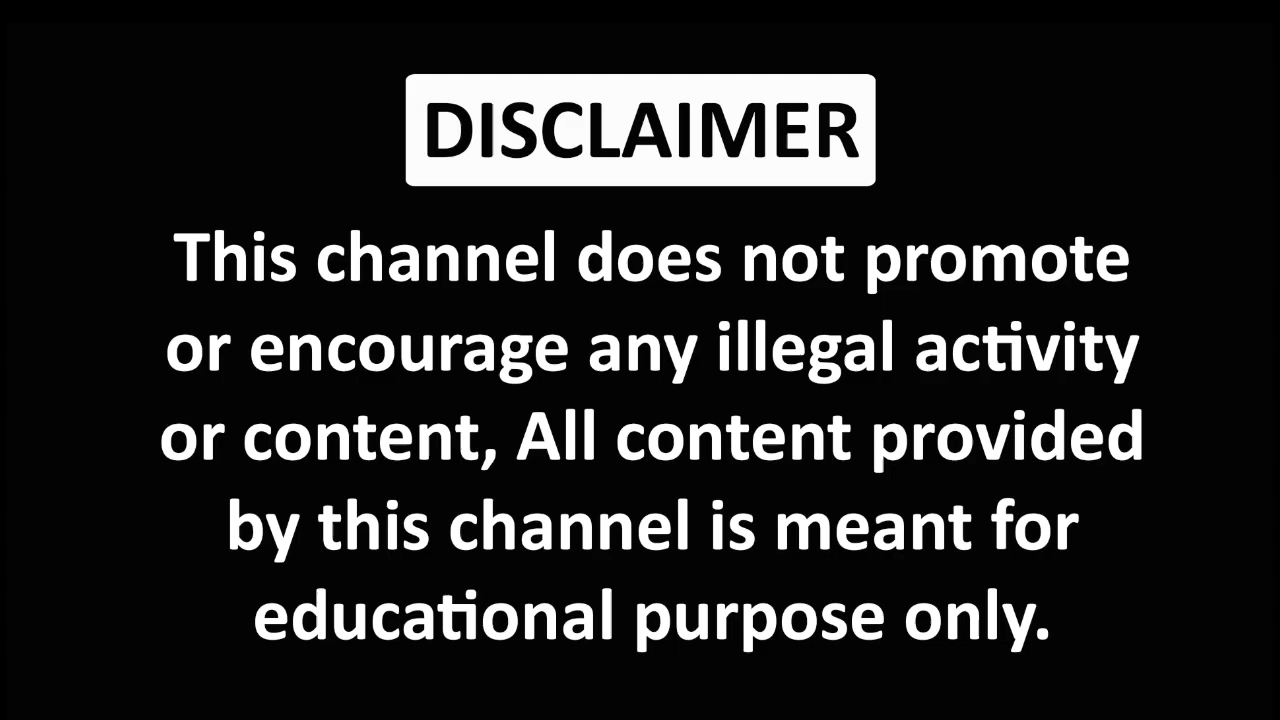 DISCLAIMER
This channel does not promote
or encourage any illegal activity
or content, All content provided
by this channel is meant for
educational purpose only.